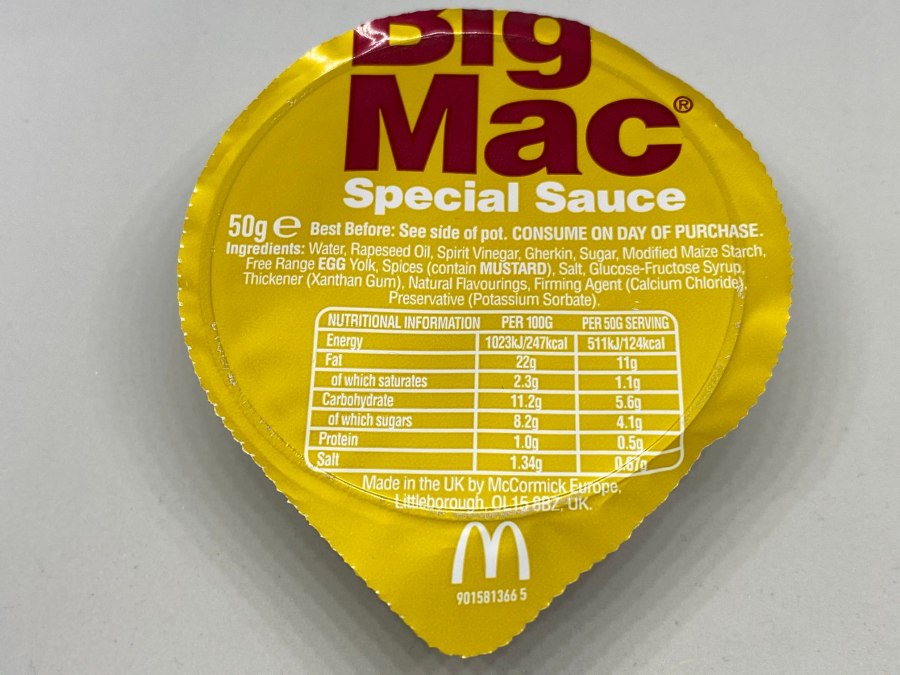 Big
Mac®
Special Sauce
50g ℮ Best Before: See side of pot. CONSUME ON DAY OF PURCHASE.
Ingredients: Water, Rapeseed Oil, Spirit Vinegar, Gherkin, Sugar, Modified Maize Starch,
Free Range EGG Yolk, Spices (contain MUSTARD), Salt, Glucose-Fructose Syrup,
Thickener (Xanthan Gum), Natural Flavourings, Firming Agent (Calcium Chloride),
Preservative (Potassium Sorbate).
NUTRITIONAL INFORMATION PER 100G PER 50G SERVING
Energy 1023kJ/247kcal 511kJ/124kcal
Fat 22g 11g
of which saturates 2.3g 1.1g
Carbohydrate 11.2g 5.6g
of which sugars 8.2g 4.1g
Protein 1.0g 0.5g
Salt 1.34g 0.67g
Made in the UK by McCormick Europe,
Littleborough, OL15 8BZ, UK.
M
901581366 5